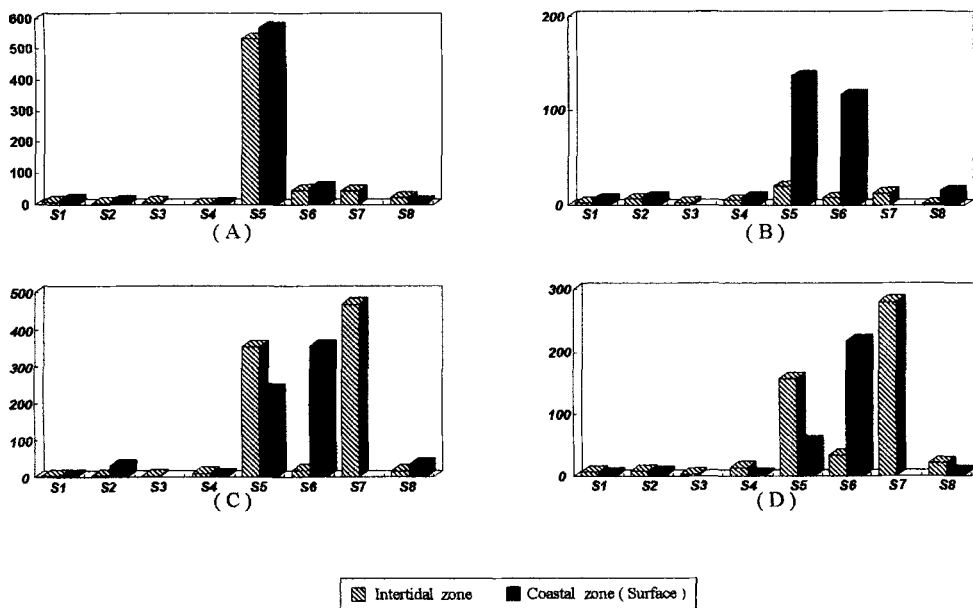 600
500
400
300
200
100
0
S1 S2 S3 S4 S5 S6 S7 S8
( A )
200
100
0
S1 S2 S3 S4 S5 S6 S7 S8
( B )
500
400
300
200
100
0
S1 S2 S3 S4 S5 S6 S7 S8
( C )
300
200
100
0
S1 S2 S3 S4 S5 S6 S7 S8
( D )
Intertidal zone Coastal zone ( Surface )